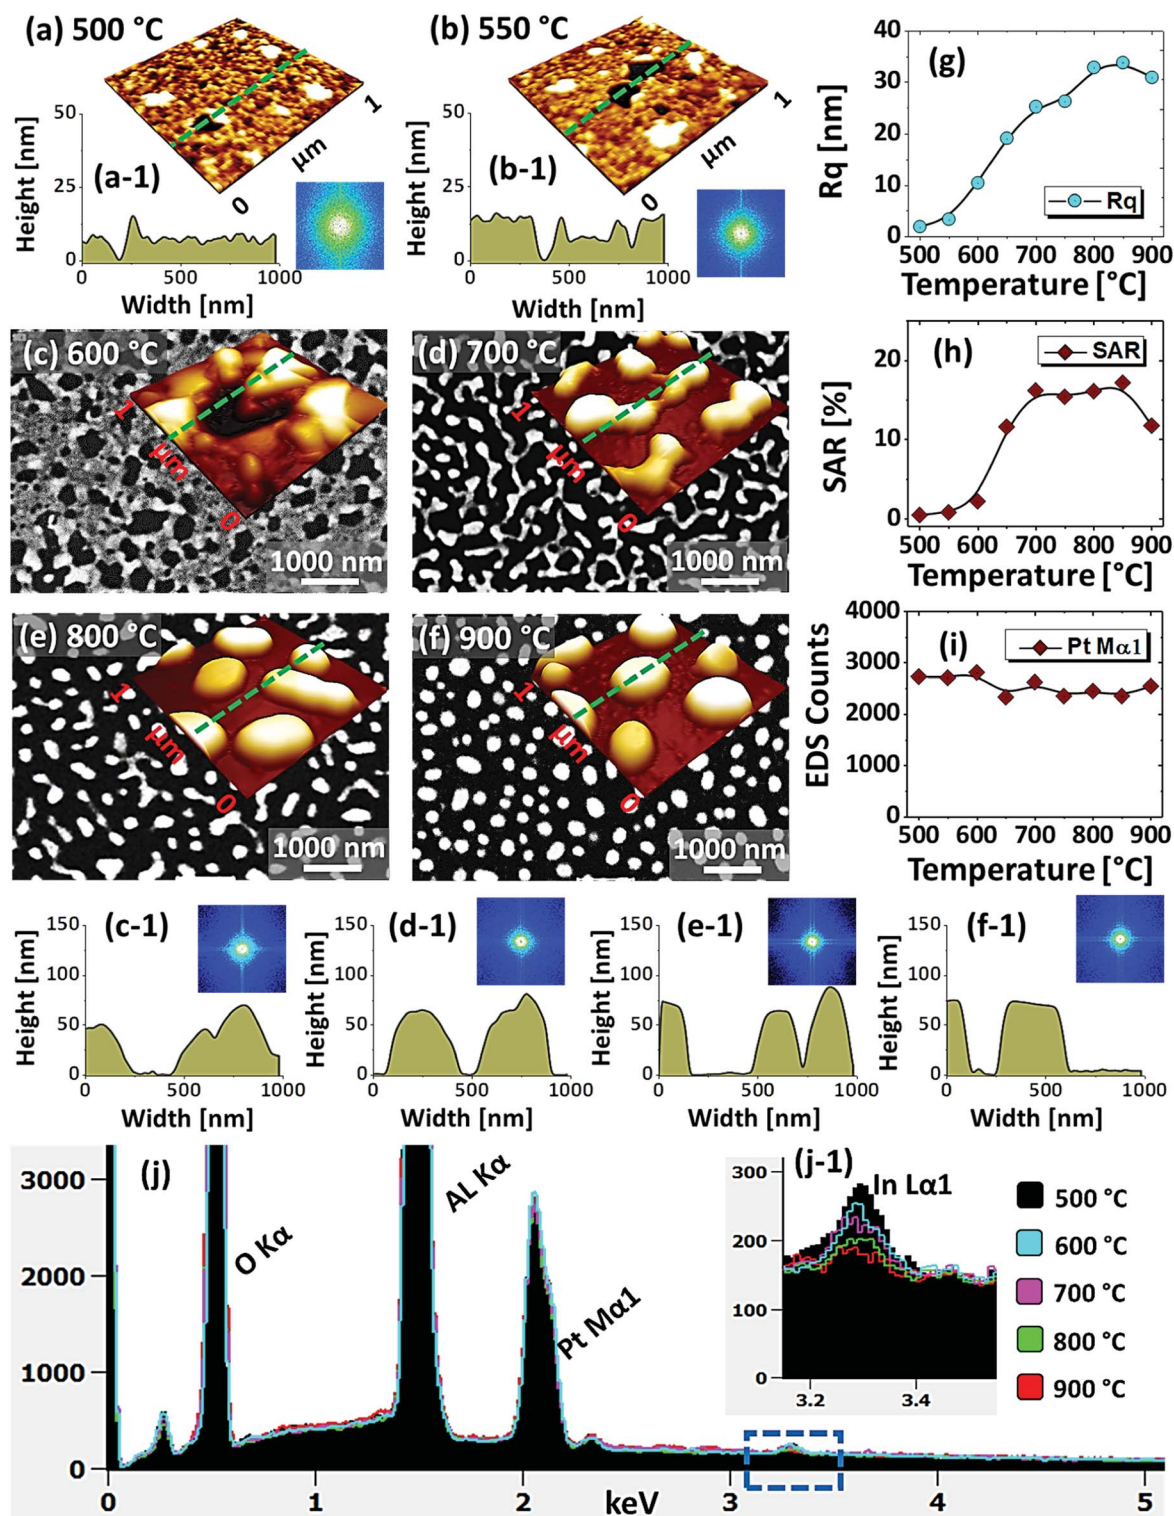 (a) 500 °C
1
μm
0
50
25
0
Height [nm]
(a-1)
0 500 1000
Width [nm]
(b) 550 °C
1
μm
0
50
25
0
Height [nm]
(b-1)
0 500 1000
Width [nm]
40
30
20
10
0
Rq [nm]
(g)
Rq
500 600 700 800 900
Temperature [°C]
(c) 600 °C
1
μm
0
1000 nm
(d) 700 °C
1
μm
0
1000 nm
20
10
0
SAR [%]
(h)
SAR
500 600 700 800 900
Temperature [°C]
(e) 800 °C
1
μm
0
1000 nm
(f) 900 °C
1
μm
0
1000 nm
4000
3000
2000
1000
0
EDS Counts
(i)
Pt Mα1
500 600 700 800 900
Temperature [°C]
150
100
50
0
Height [nm]
(c-1)
0 500 1000
Width [nm]
150
100
50
0
Height [nm]
(d-1)
0 500 1000
Width [nm]
150
100
50
0
Height [nm]
(e-1)
0 500 1000
Width [nm]
150
100
50
0
Height [nm]
(f-1)
0 500 1000
Width [nm]
3000
2000
1000
0
(j)
O Kα
AL Kα
Pt Mα1
0 1 2 3 4 5
keV
(j-1)
In Lα1
300
200
100
0
3.2 3.4
500 °C
600 °C
700 °C
800 °C
900 °C